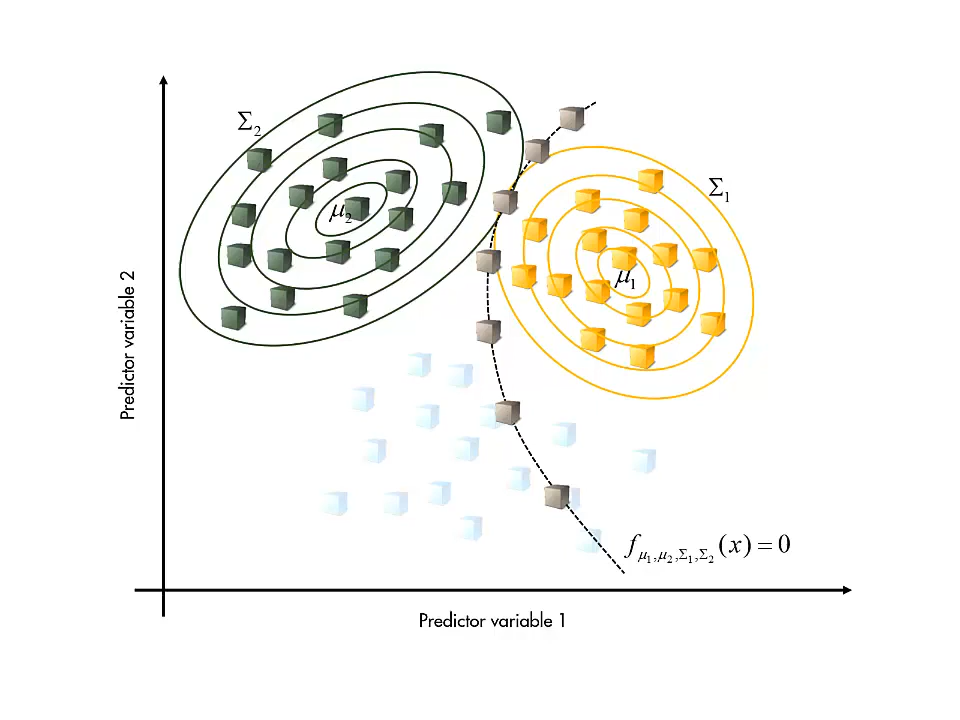 Σ2
Σ1
μ2
μ1
Predictor variable 2
fμ1,μ2,Σ1,Σ2(x) = 0
Predictor variable 1